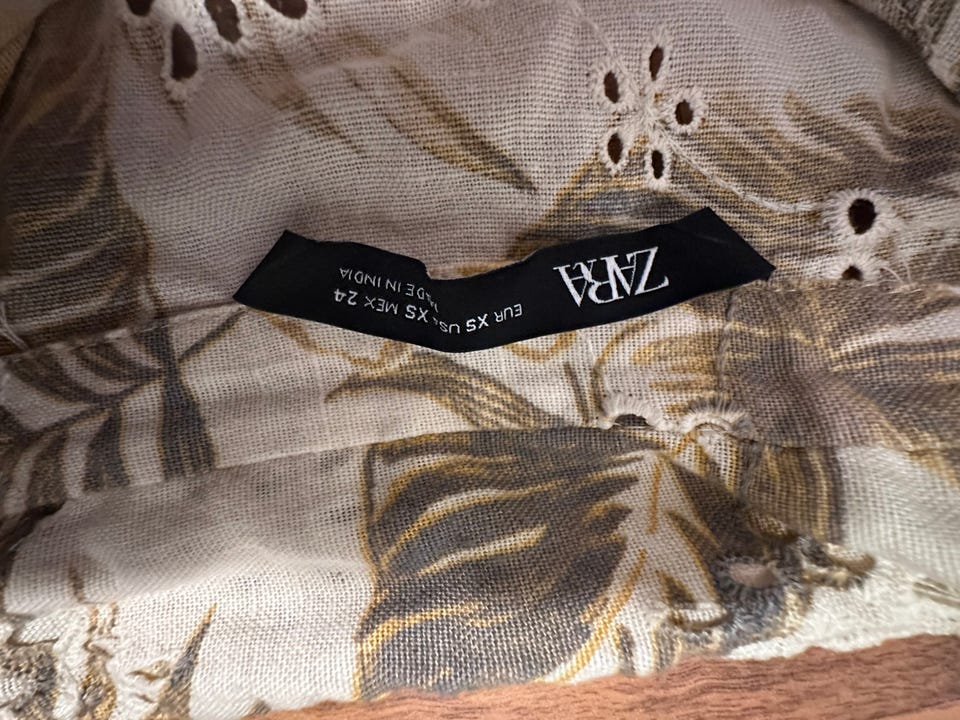 ZARA
EUR XS USA XS MEX 24
MADE IN INDIA